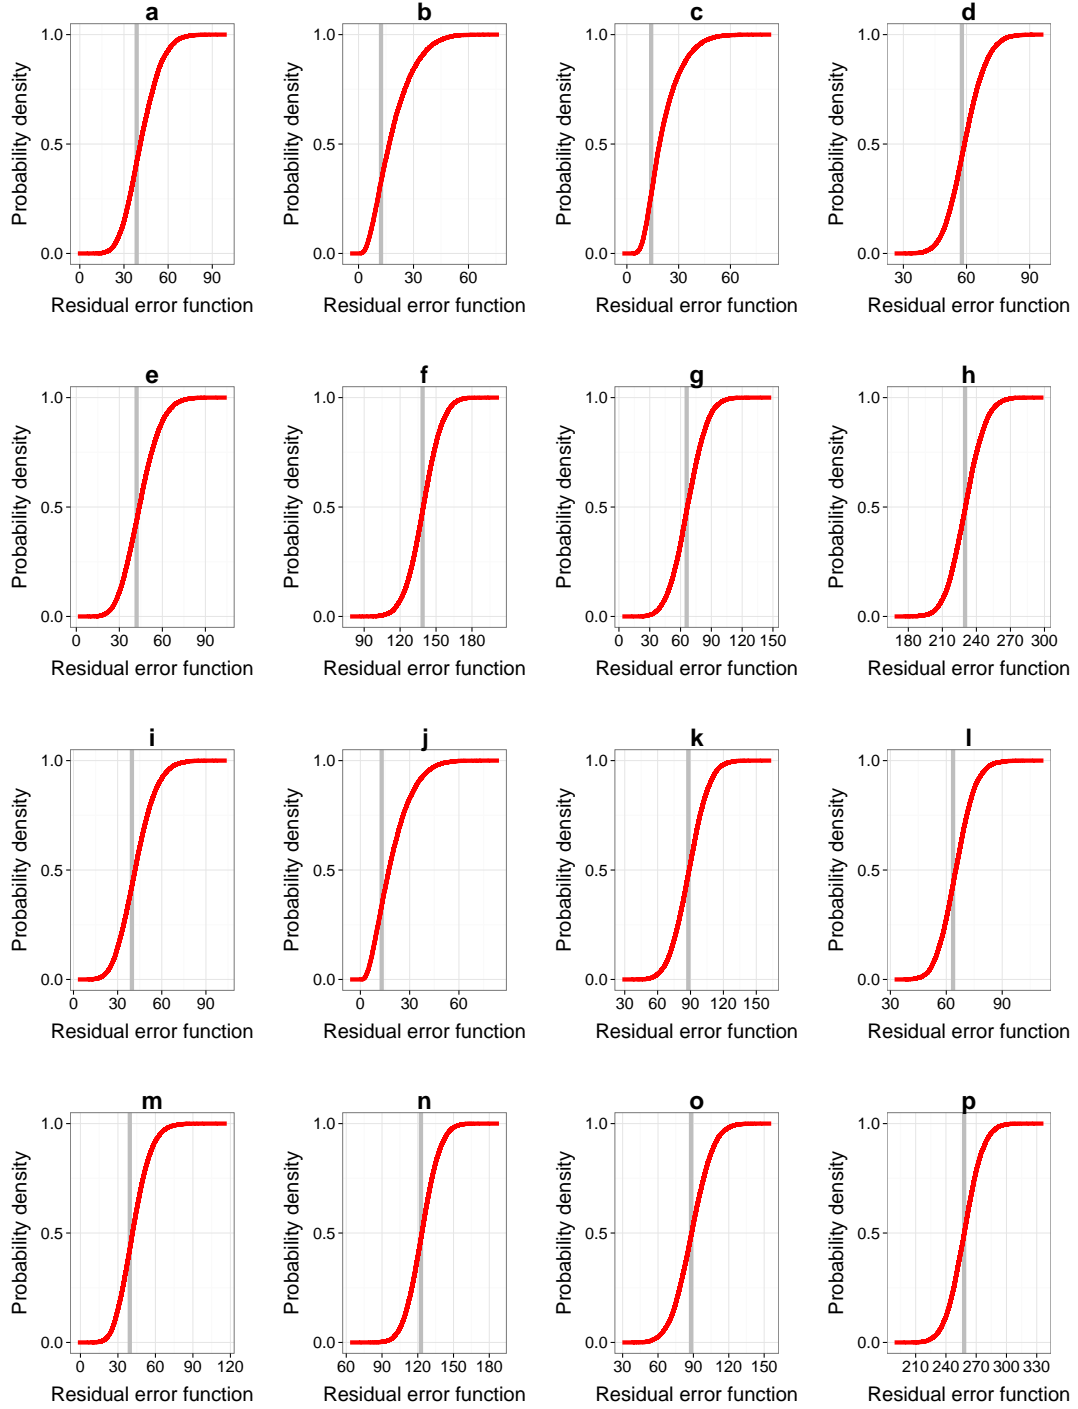 a b c d
1.0 1.0 1.0 1.0
0.5 0.5 0.5 0.5
0.0 0.0 0.0 0.0
Probability density Probability density Probability density Probability density
0 30 60 90 0 30 60 0 30 60 30 60 90
Residual error function Residual error function Residual error function Residual error function
e f g h
1.0 1.0 1.0 1.0
0.5 0.5 0.5 0.5
0.0 0.0 0.0 0.0
Probability density Probability density Probability density Probability density
0 30 60 90 90 120 150 180 0 30 60 90 120 150 180 210 240 270 300
Residual error function Residual error function Residual error function Residual error function
i j k l
1.0 1.0 1.0 1.0
0.5 0.5 0.5 0.5
0.0 0.0 0.0 0.0
Probability density Probability density Probability density Probability density
0 30 60 90 0 30 60 30 60 90 120 150 30 60 90
Residual error function Residual error function Residual error function Residual error function
m n o p
1.0 1.0 1.0 1.0
0.5 0.5 0.5 0.5
0.0 0.0 0.0 0.0
Probability density Probability density Probability density Probability density
0 30 60 90 120 60 90 120 150 180 30 60 90 120 150 210 240 270 300 330
Residual error function Residual error function Residual error function Residual error function